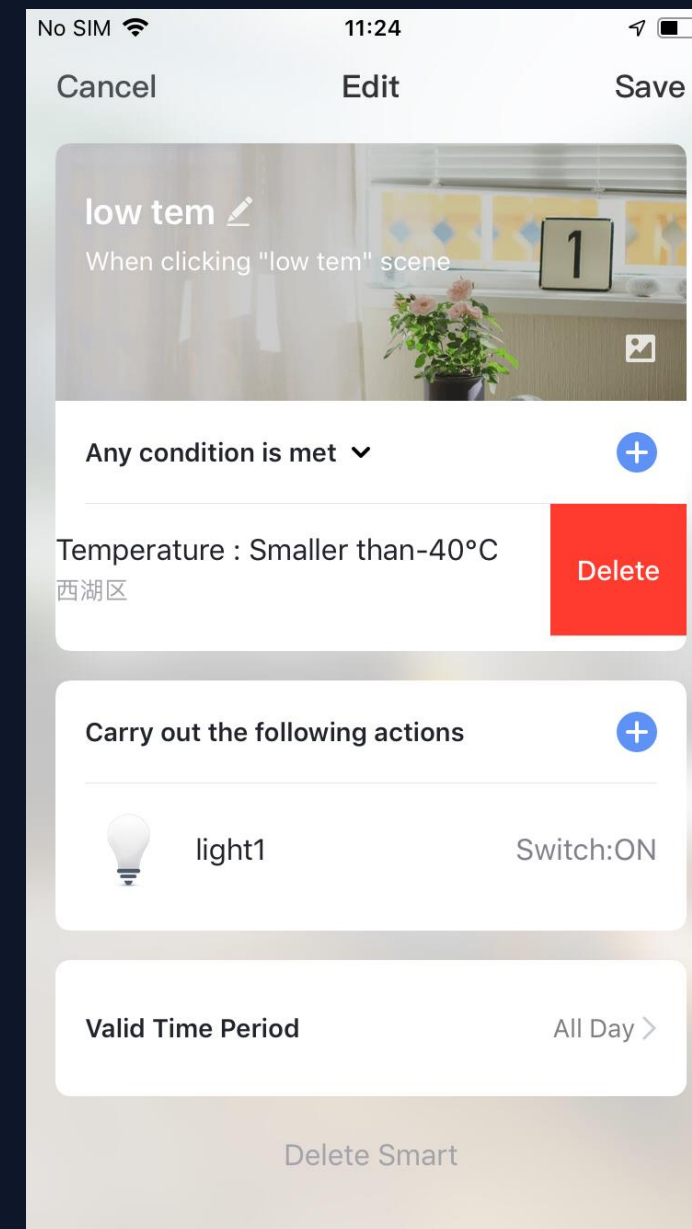 No SIM 11:24
Cancel Edit Save
low tem
When clicking "low tem" scene
1
Any condition is met
Temperature : Smaller than-40°C
西湖区
Delete
Carry out the following actions
light1 Switch:ON
Valid Time Period All Day
Delete Smart